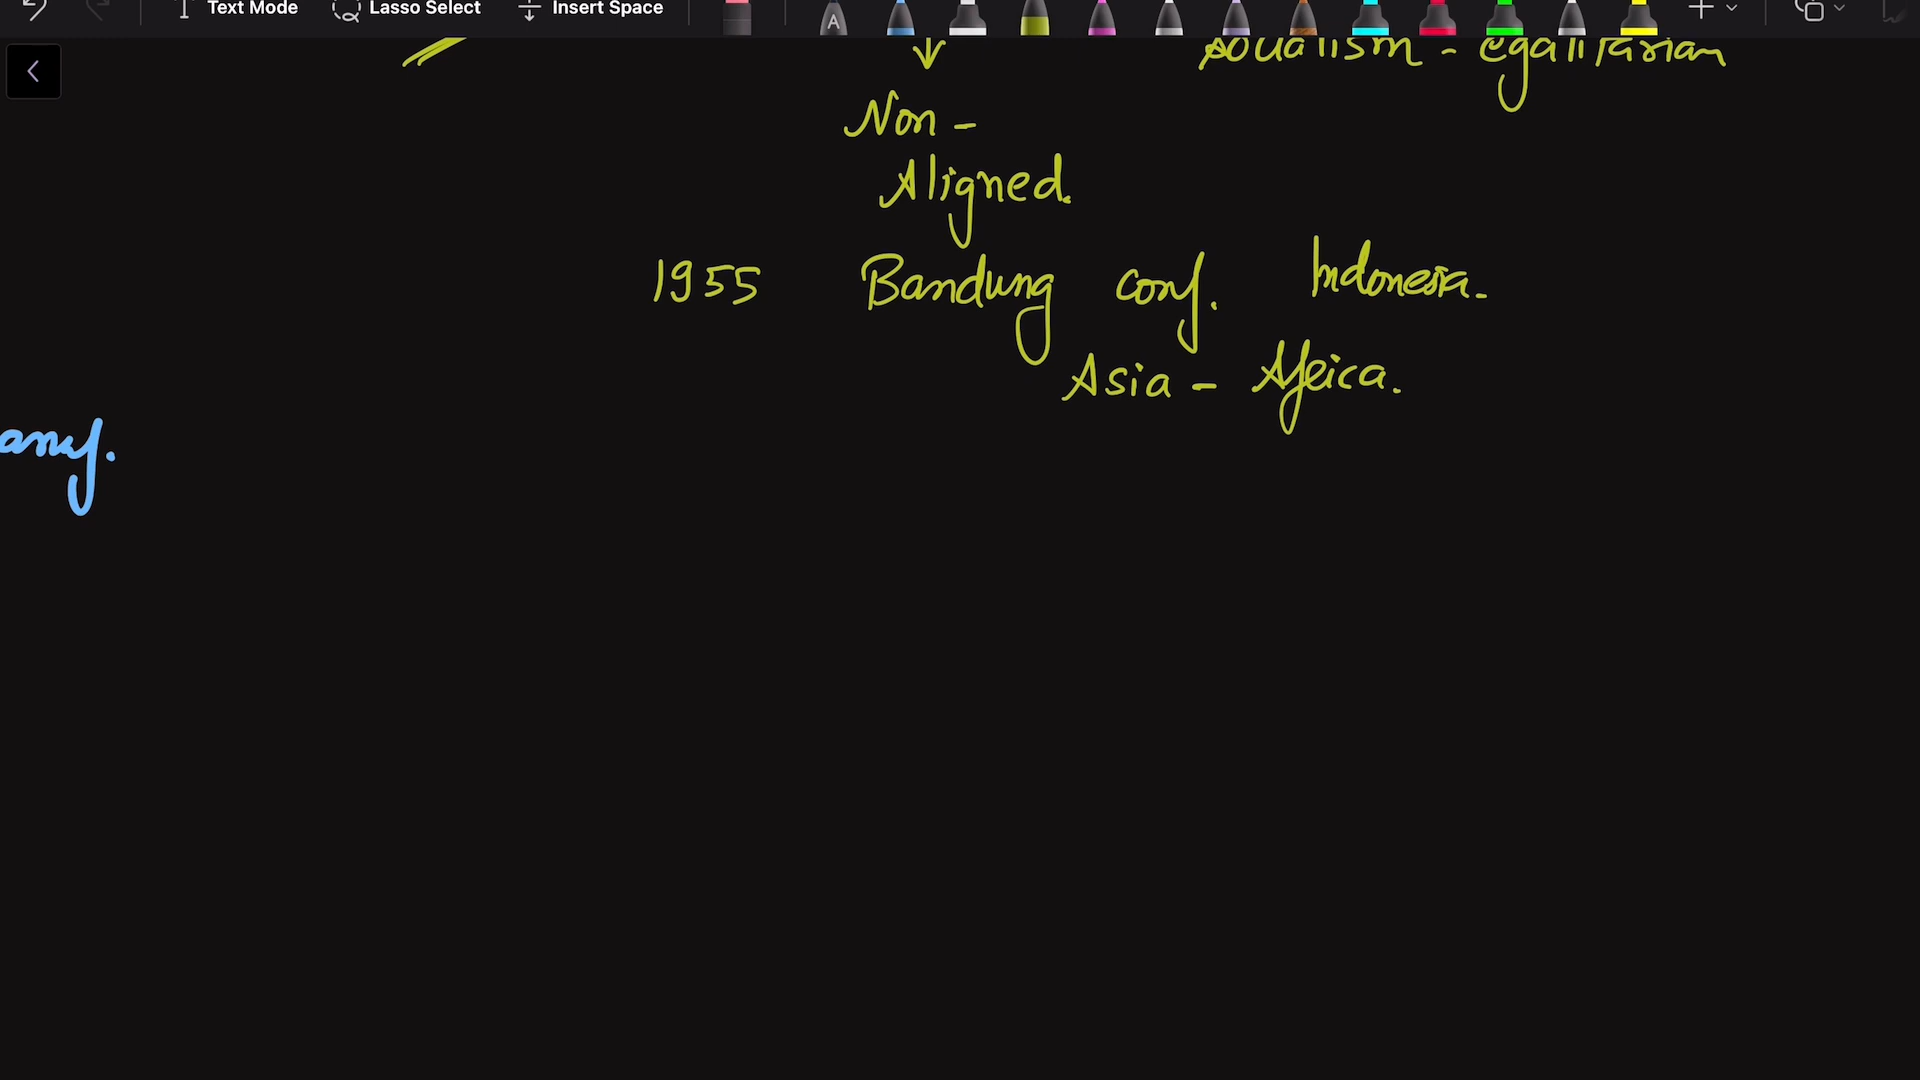 Text Mode Lasso Select Insert Space
A
socialism - egalitarian
Non -
Aligned.
1955 Bandung conf. Indonesia.
Asia - Africa.